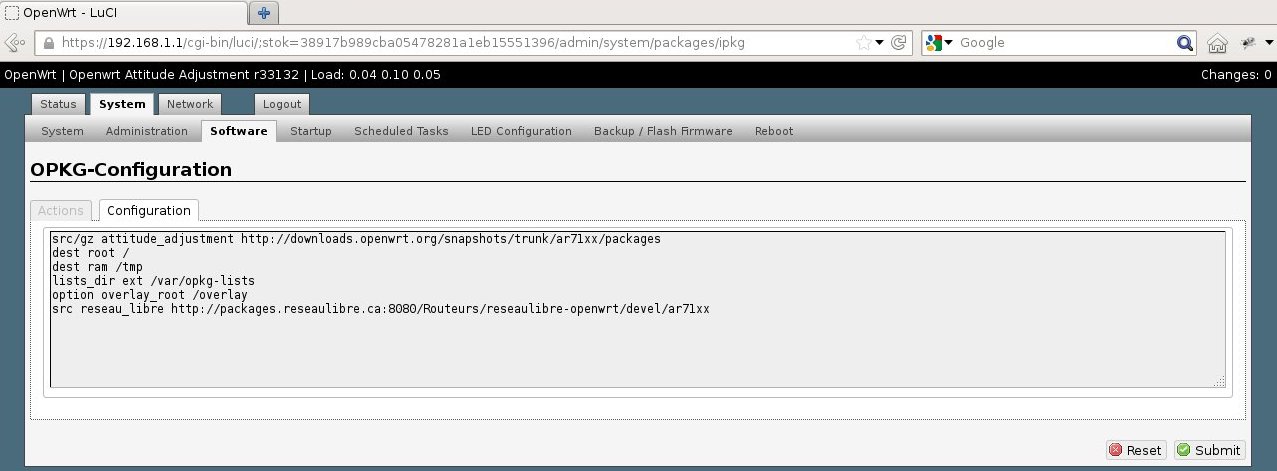 OpenWrt - LuCI
https://192.168.1.1/cgi-bin/luci/;stok=38917b989cba05478281a1eb15551396/admin/system/packages/ipkg
Google
OpenWrt | Openwrt Attitude Adjustment r33132 | Load: 0.04 0.10 0.05
Changes: 0
Status System Network Logout
System Administration Software Startup Scheduled Tasks LED Configuration Backup / Flash Firmware Reboot
OPKG-Configuration
Actions Configuration
src/gz attitude_adjustment http://downloads.openwrt.org/snapshots/trunk/ar71xx/packages
dest root /
dest ram /tmp
lists_dir ext /var/opkg-lists
option overlay_root /overlay
src reseau_libre http://packages.reseaulibre.ca:8080/Routeurs/reseaulibre-openwrt/devel/ar71xx
Reset Submit